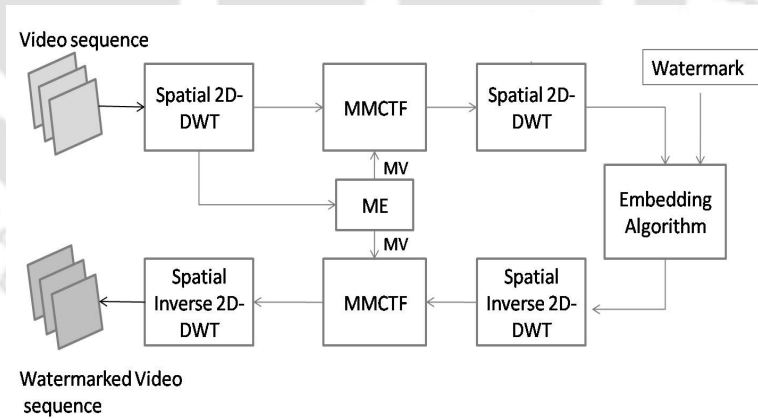 Video sequence
Spatial 2D-
DWT
MMCTF
Spatial 2D-
DWT
Watermark
MV
ME
MV
Embedding
Algorithm
Spatial
Inverse 2D-
DWT
MMCTF
Spatial
Inverse 2D-
DWT
Watermarked Video
sequence